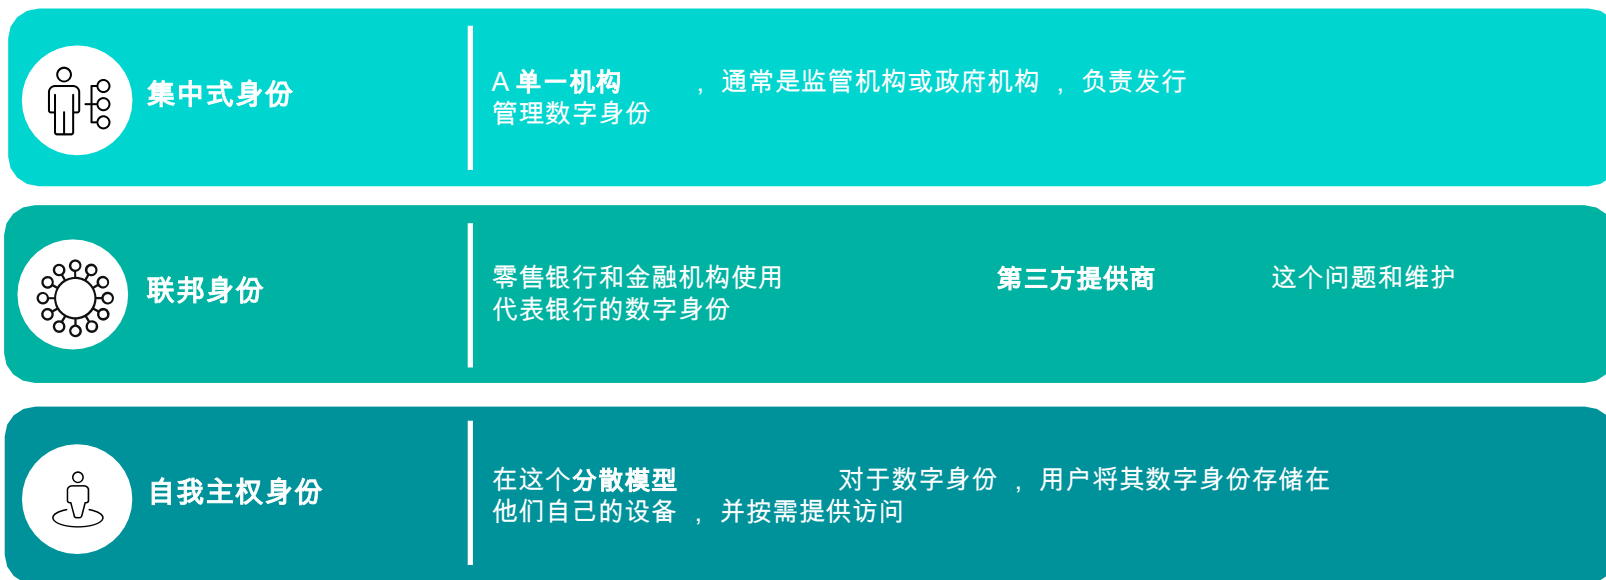 集中式身份
A 单一机构 ，通常是监管机构或政府机构，负责发行
管理数字身份
联邦身份
零售银行和金融机构使用 第三方提供商 这个问题和维护
代表银行的数字身份
自我主权身份
在这个分散模型 对于数字身份，用户将其数字身份存储在
他们自己的设备，并按需提供访问